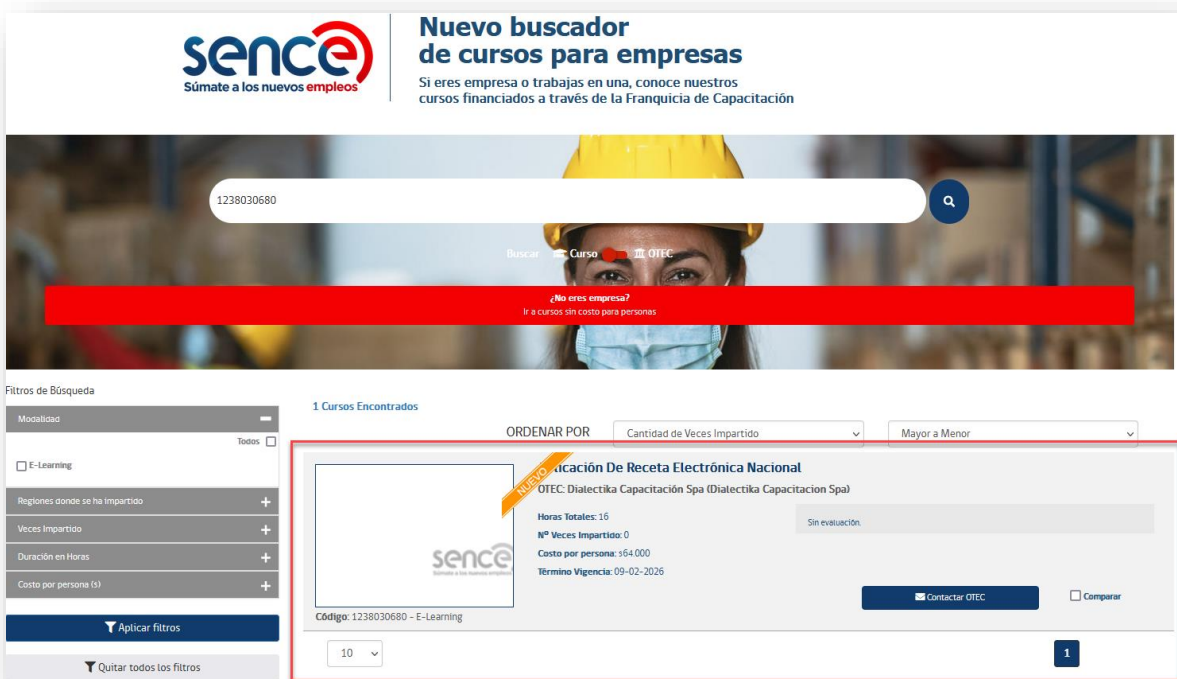 sence
Súmate a los nuevos empleos
Nuevo buscador
de cursos para empresas
Si eres empresa o trabajas en una, conoce nuestros
cursos financiados a través de la Franquicia de Capacitación
1238030680
Buscar Curso OTEC
¿No eres empresa?
Ir a cursos sin costo para personas
Filtros de Búsqueda
Modalidad
Todos
E-Learning
Regiones donde se ha impartido
Veces Impartido
Duración en Horas
Costo por persona (s)
Aplicar filtros
Quitar todos los filtros
1 Cursos Encontrados
ORDENAR POR Cantidad de Veces Impartido Mayor a Menor
NUEVO
sence
De Receta Electrónica Nacional
OTEC: Dialectika Capacitación Spa (Dialectika Capacitacion Spa)
Horas Totales: 16
Nº Veces Impartido: 0
Costo por persona: $64.000
Término Vigencia: 09-02-2026
Sin evaluación.
Contactar OTEC
Comparar
Código: 1238030680 - E-Learning
10
1